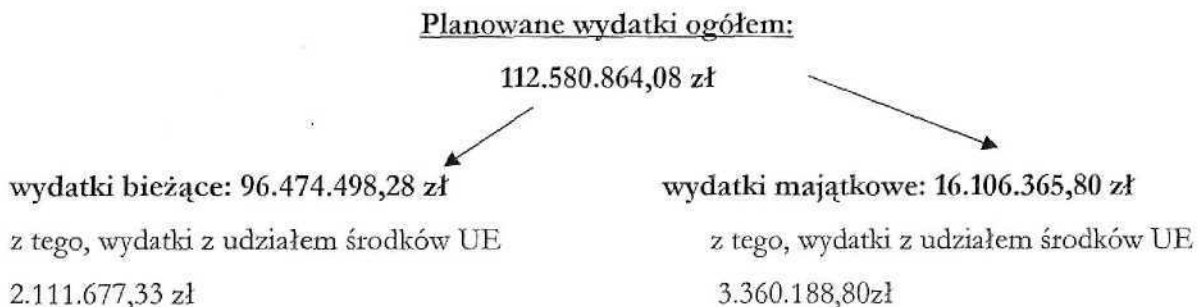 Planowane wydatki ogółem:
112.580.864,08 zł
wydatki bieżące: 96.474.498,28 zł
z tego, wydatki z udziałem środków UE
2.111.677,33 zł
wydatki majątkowe: 16.106.365,80 zł
z tego, wydatki z udziałem środków UE
3.360.188,80zł